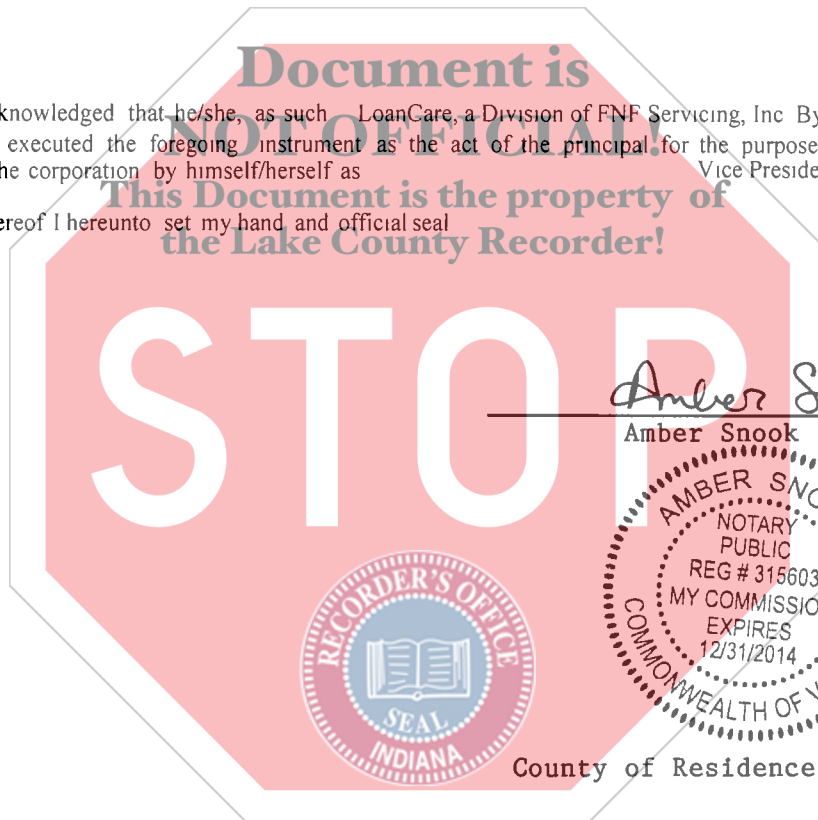 Document is
knowledged that he/she, as such LoanCare, a Division of FNF Servicing, Inc By
NOT OFFICIAL!
executed the foregoing instrument as the act of the principal for the purpose
he corporation by himself/herself as Vice Preside
This Document is the property of
ereof I hereunto set my hand and official seal
the Lake County Recorder!
STOP
Amber S
Amber Snook
AMBER SNO
NOTARY
PUBLIC
REG # 315603
MY COMMISSIO
EXPIRES
12/31/2014
COMMONWEALTH OF V
RECORDER'S OFFICE
SEAL
INDIANA
County of Residence